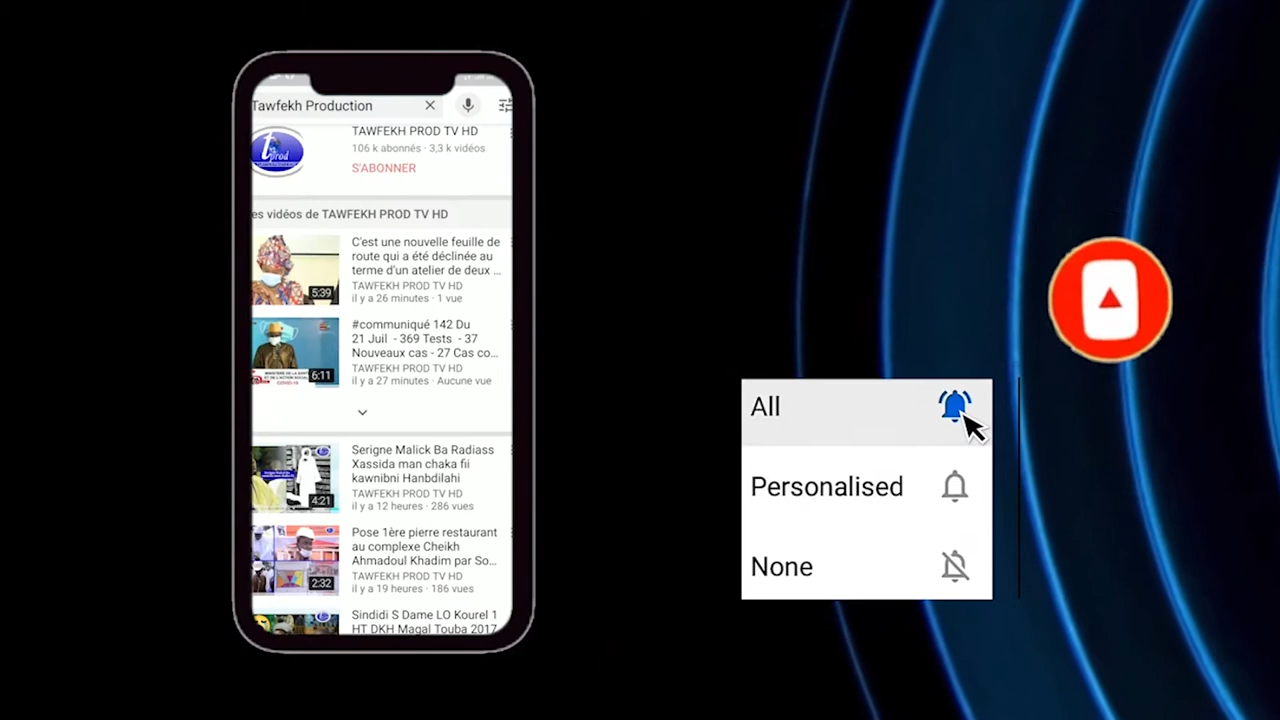 Tawfekh Production
TAWFEKH PROD TV HD
106 k abonnés · 3,3 k vidéos
S'ABONNER
prod
es vidéo de TAWFEKH PROD TV HD
C'est une nouvelle feuille de
route qui a été déclinée au
terme d'un atelier de deux ...
TAWFEKH PROD TV HD
il y a 26 minutes · 1 vue
5:39
#communiqué 142 Du
21 Juil - 369 Tests - 37
Nouveaux cas - 27 Cas co...
TAWFEKH PROD TV HD
il y a 27 minutes · Aucune vue
6:11
Serigne Malick Ba Radiass
Xassida man chaka fii
kawnibni Hanbdilahi
TAWFEKH PROD TV HD
il y a 12 heures · 286 vues
4:21
Pose 1ère pierre restaurant
au complexe Cheikh
Ahmadoul Khadim par So...
TAWFEKH PROD TV HD
il y a 19 heures · 186 vues
2:32
Sindidi S Dame LO Kourel 1
HT DKH Magal Touba 2017
All
Personalised
None